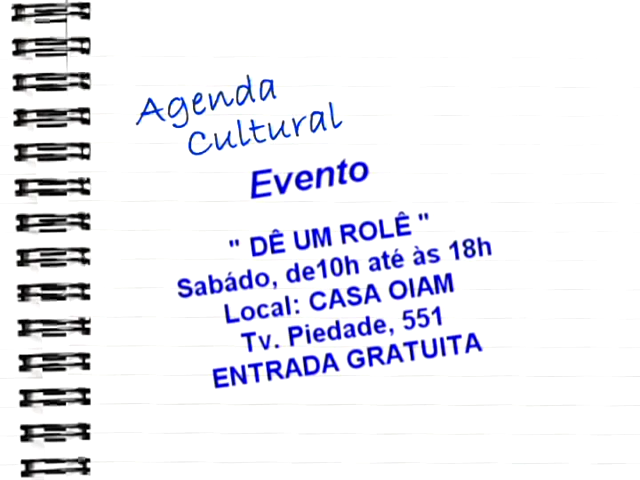 Agenda
Cultural
Evento
" DÊ UM ROLÊ "
Sabádo, de10h até às 18h
Local: CASA OIAM
Tv. Piedade, 551
ENTRADA GRATUITA